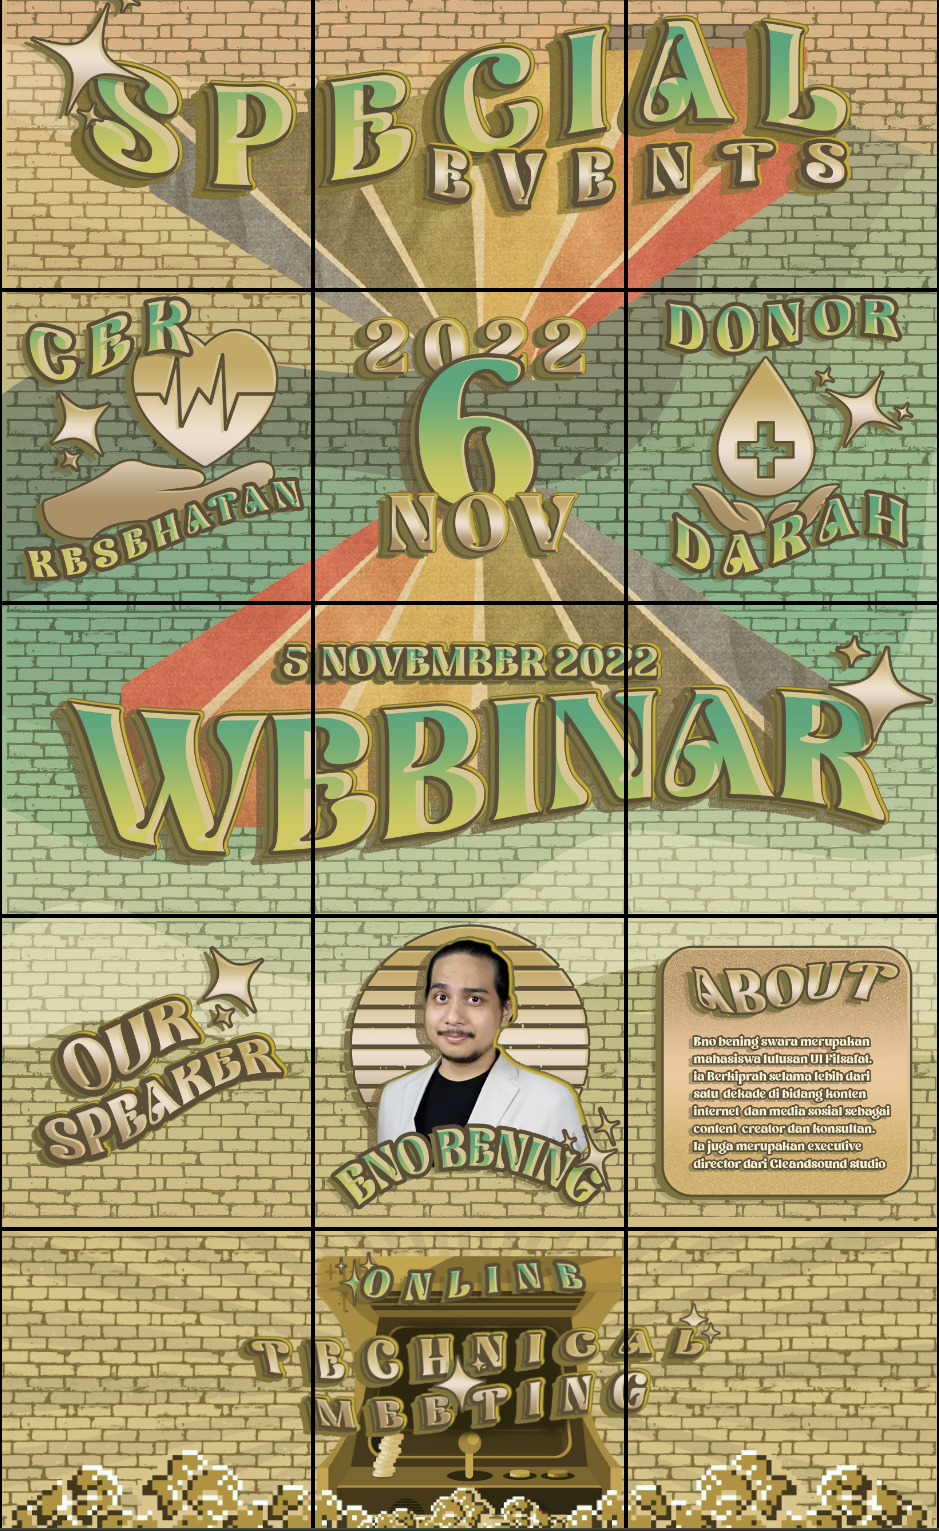 SPECIAL
EVENTS
CEK
KESEHATAN
2022
6
NOV
DONOR
DARAH
5 NOVEMBER 2022
WEBINAR
OUR
SPEAKER
ENO BENING
ABOUT
Eno bening swara merupakan
mahasiswa lulusan UI Filsafat.
ia Berkiprah selama lebih dari
satu dekade di bidang konten
internet dan media sosial sebagai
content creator dan konsultan.
Ia juga merupakan executive
director dari Cleandsound studio
ONLINE
TECHNICAL
MEETING